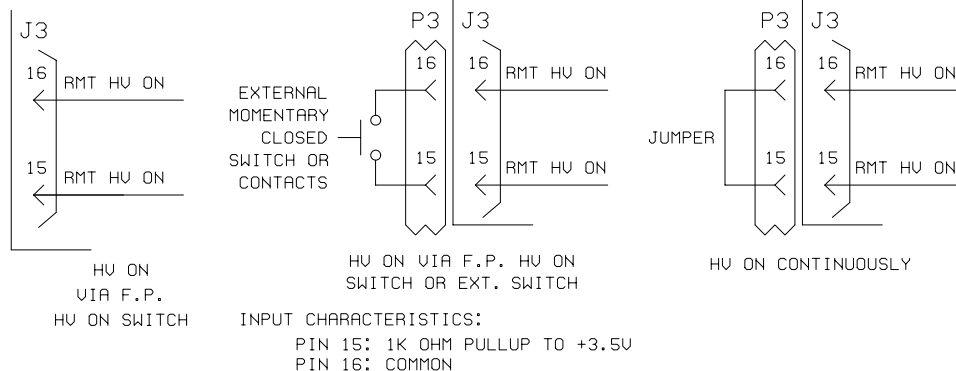 J3
16
RMT HV ON
15
RMT HV ON
HV ON
VIA F.P.
HV ON SWITCH
P3
J3
EXTERNAL
MOMENTARY
CLOSED
SWITCH OR
CONTACTS
16
16
RMT HV ON
15
15
RMT HV ON
HV ON VIA F.P. HV ON
SWITCH OR EXT. SWITCH
P3
J3
JUMPER
16
16
RMT HV ON
15
15
RMT HV ON
HV ON CONTINUOUSLY
INPUT CHARACTERISTICS:
PIN 15: 1K OHM PULLUP TO +3.5V
PIN 16: COMMON